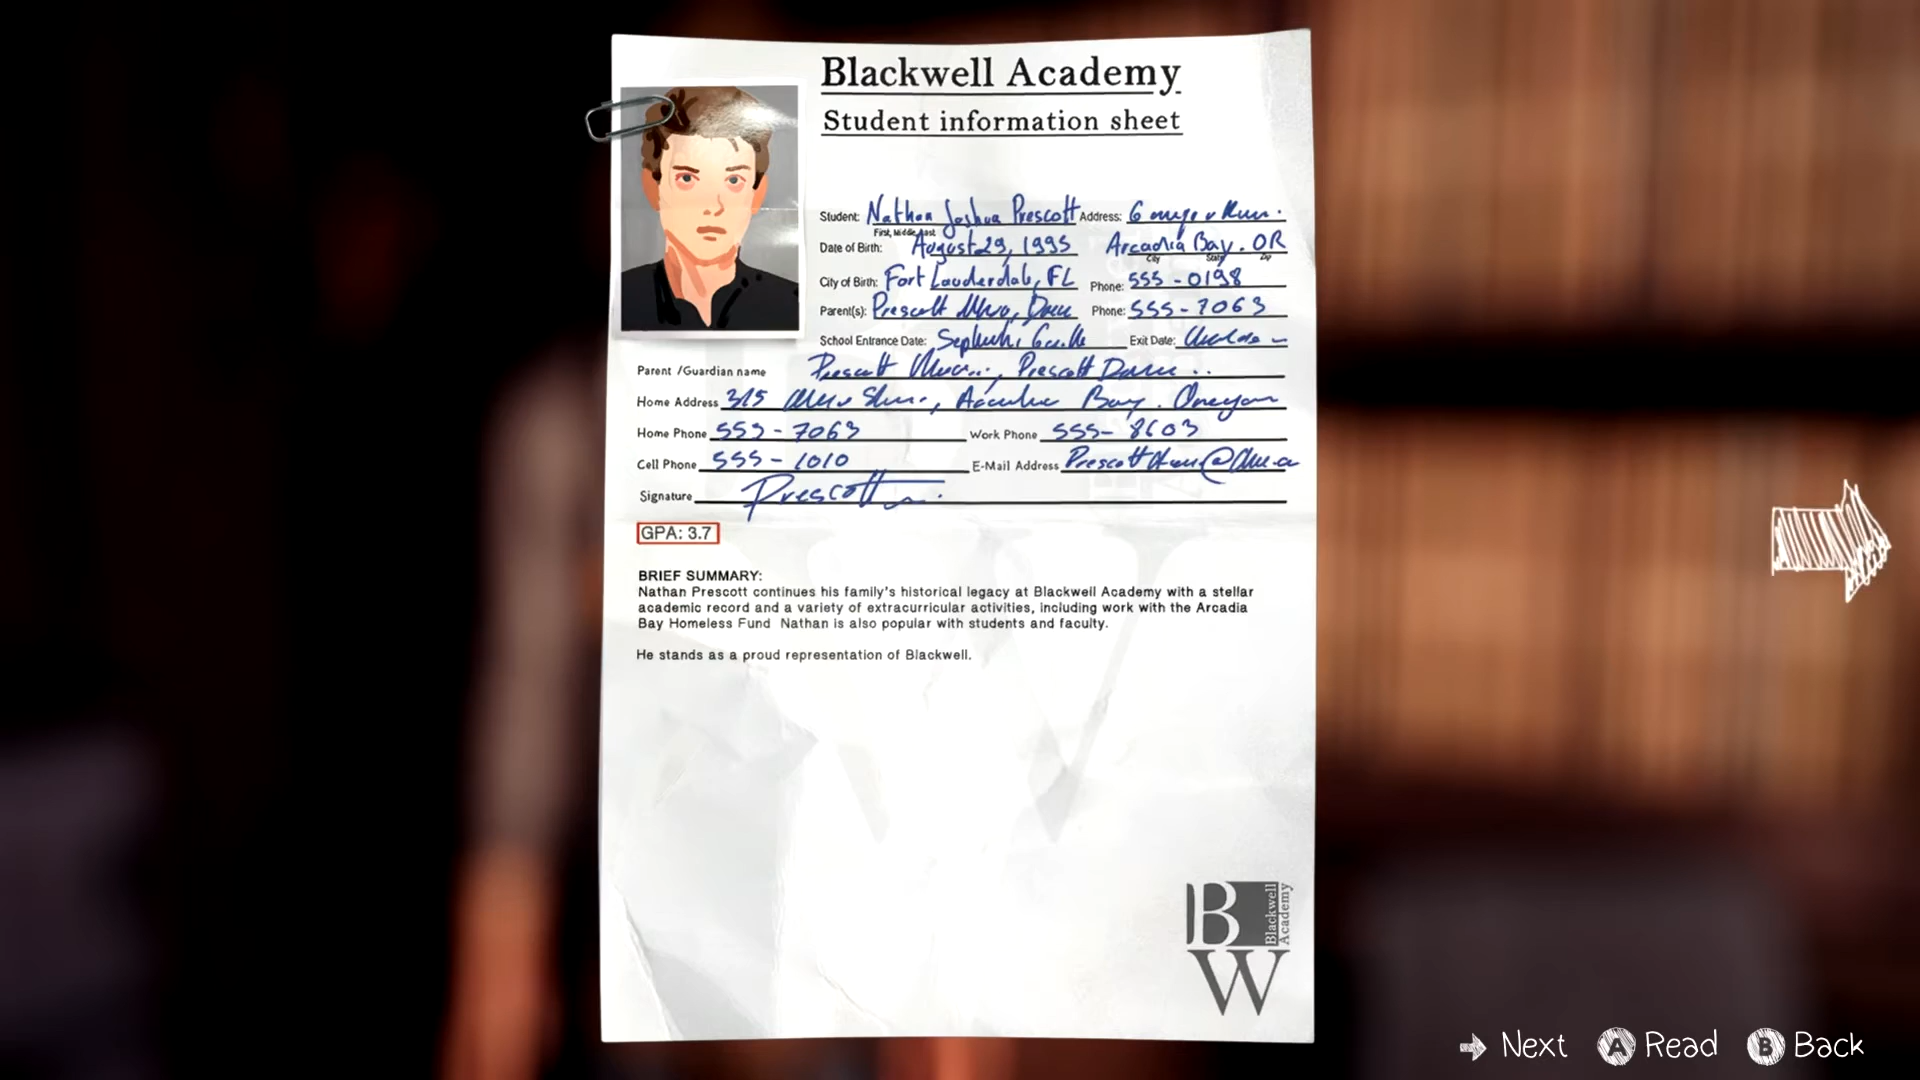 Blackwell Academy
Student information sheet
Student: Nathan Joshua Prescott Address:
First, Middle, Last
Date of Birth: August 29, 1995 Arcadia Bay. OR
City State Zip
City of Birth: Fort Lauderdale, FL Phone: 555-0198
Parent(s): Prescott Phone: 555-7063
School Entrance Date: Exit Date:
Parent /Guardian name Prescott Prescott
Home Address 315 Bay. Oregon
Home Phone 555-7063 Work Phone 555-8603
Cell Phone 555-1010 E-Mail Address
Signature Prescott
GPA: 3.7
BRIEF SUMMARY:
Nathan Prescott continues his family's historical legacy at Blackwell Academy with a stellar
academic record and a variety of extracurricular activities, including work with the Arcadia
Bay Homeless Fund Nathan is also popular with students and faculty.
He stands as a proud representation of Blackwell.
B
W
Blackwell
Academy
Next A Read B Back